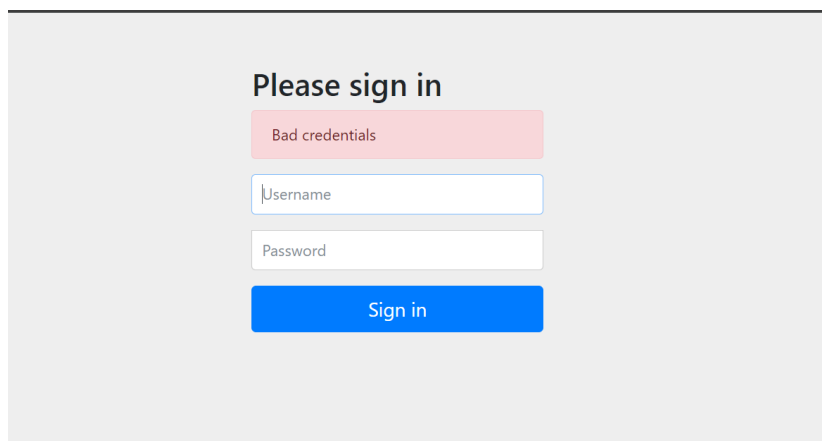 Please sign in
Bad credentials
Username
Password
Sign in